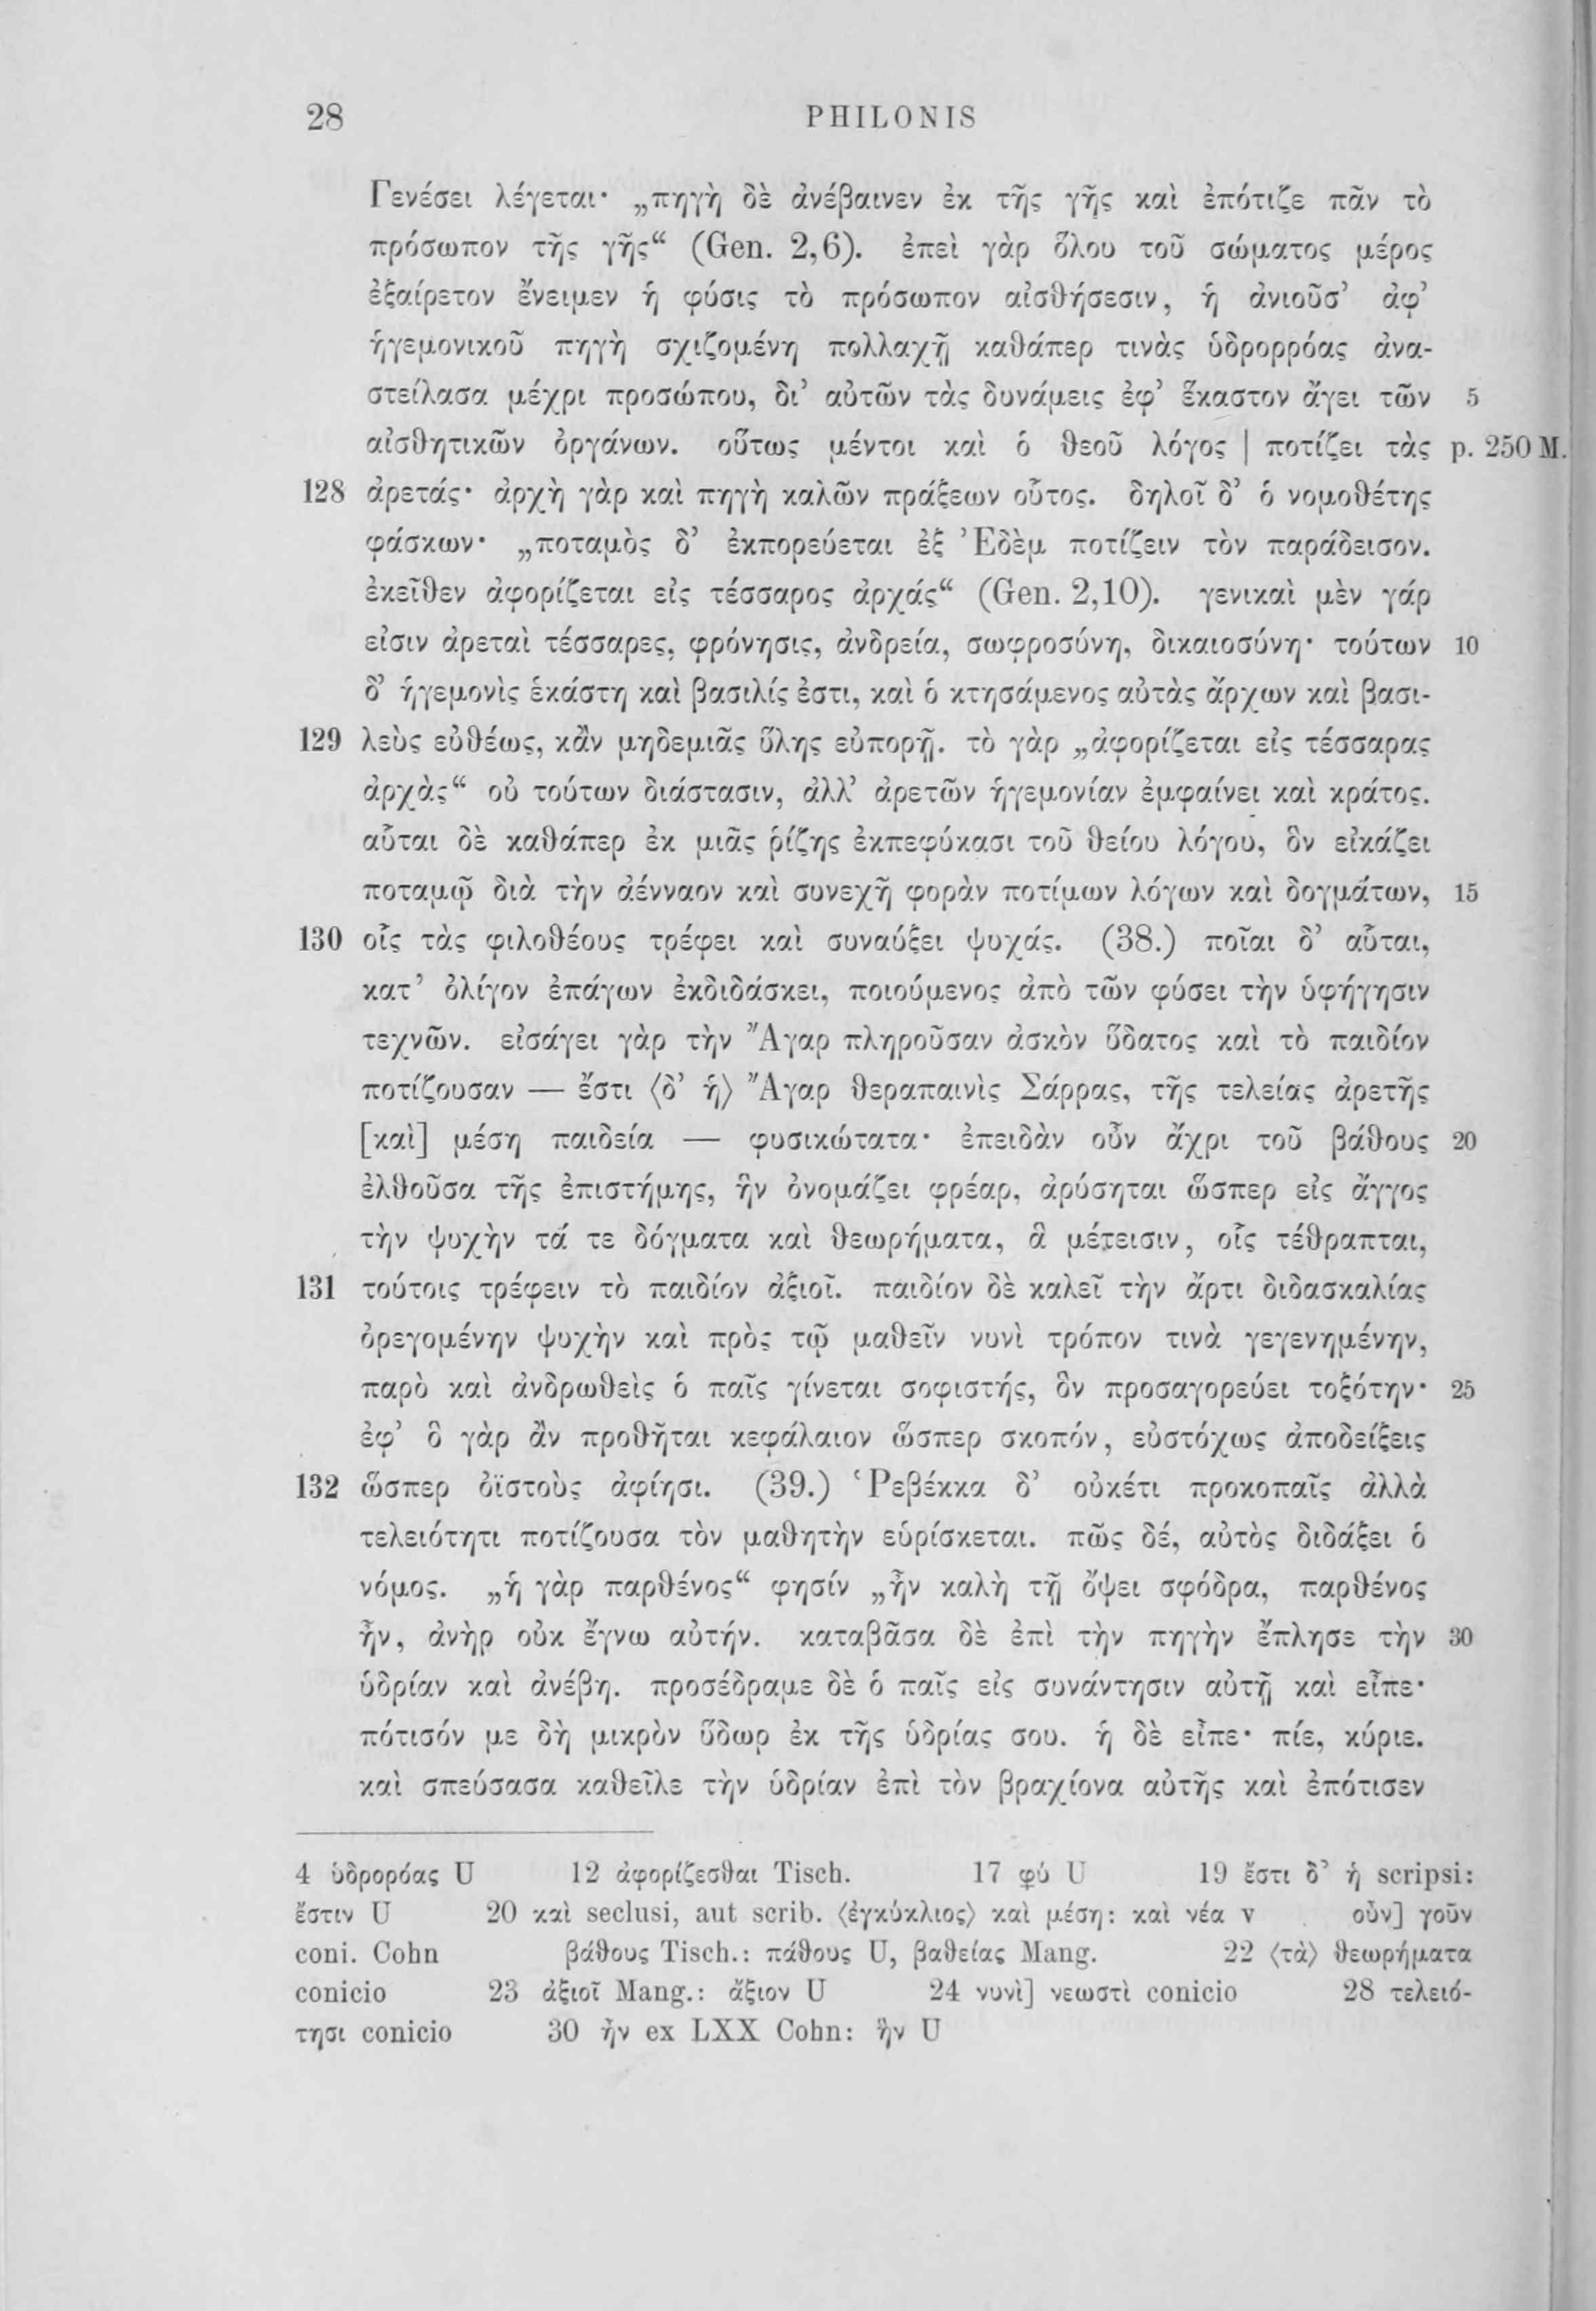 28 PHILONIS
Γενέσει λέγεται· „πηγὴ δὲ ἀνέβαινεν ἐκ τῆς γῆς καὶ ἐπότιζε πᾶν τὸ
πρόσωπον τῆς γῆς“ (Gen. 2,6). ἐπεὶ γὰρ ὅλου τοῦ σώματος μέρος
ἐξαίρετον ἔνειμεν ἡ φύσις τὸ πρόσωπον αἰσθήσεσιν, ἡ ἀνιοῦσ’ ἀφ’
ἡγεμονικοῦ πηγὴ σχιζομένη πολλαχῇ καθάπερ τινὰς ὑδρορρόας ἀνα-
στείλασα μέχρι προσώπου, δι’ αὐτῶν τὰς δυνάμεις ἐφ’ ἕκαστον ἄγει τῶν 5
αἰσθητικῶν ὀργάνων. οὕτως μέντοι καὶ ὁ θεοῦ λόγος | ποτίζει τὰς p. 250 M.
128 ἀρετάς· ἀρχὴ γὰρ καὶ πηγὴ καλῶν πράξεων οὗτος. δηλοῖ δ’ ὁ νομοθέτης
φάσκων· „ποταμὸς δ’ ἐκπορεύεται ἐξ Ἐδὲμ ποτίζειν τὸν παράδεισον.
ἐκεῖθεν ἀφορίζεται εἰς τέσσαρος ἀρχάς“ (Gen. 2,10). γενικαὶ μὲν γάρ
εἰσιν ἀρεταὶ τέσσαρες, φρόνησις, ἀνδρεία, σωφροσύνη, δικαιοσύνη· τούτων 10
δ’ ἡγεμονὶς ἑκάστη καὶ βασιλίς ἐστι, καὶ ὁ κτησάμενος αὐτὰς ἄρχων καὶ βασι-
129 λεὺς εὐθέως, κἂν μηδεμιᾶς ὕλης εὐπορῇ. τὸ γὰρ „ἀφορίζεται εἰς τέσσαρας
ἀρχὰς“ οὐ τούτων διάστασιν, ἀλλ’ ἀρετῶν ἡγεμονίαν ἐμφαίνει καὶ κράτος.
αὗται δὲ καθάπερ ἐκ μιᾶς ῥίζης ἐκπεφύκασι τοῦ θείου λόγου, ὃν εἰκάζει
ποταμῷ διὰ τὴν ἀένναον καὶ συνεχῆ φορὰν ποτίμων λόγων καὶ δογμάτων, 15
130 οἷς τὰς φιλοθέους τρέφει καὶ συναύξει ψυχάς. (38.) ποῖαι δ’ αὗται,
κατ’ ὀλίγον ἐπάγων ἐκδιδάσκει, ποιούμενος ἀπὸ τῶν φύσει τὴν ὑφήγησιν
τεχνῶν. εἰσάγει γὰρ τὴν Ἄγαρ πληροῦσαν ἀσκὸν ὕδατος καὶ τὸ παιδίον
ποτίζουσαν — ἔστι ⟨δ’ ἡ⟩ Ἄγαρ θεραπαινὶς Σάρρας, τῆς τελείας ἀρετῆς
[καὶ] μέση παιδεία — φυσικώτατα· ἐπειδὰν οὖν ἄχρι τοῦ βάθους 20
ἐλθοῦσα τῆς ἐπιστήμης, ἣν ὀνομάζει φρέαρ, ἀρύσηται ὥσπερ εἰς ἄγγος
τὴν ψυχὴν τά τε δόγματα καὶ θεωρήματα, ἃ μέτεισιν, οἷς τέθραπται,
131 τούτοις τρέφειν τὸ παιδίον ἀξιοῖ. παιδίον δὲ καλεῖ τὴν ἄρτι διδασκαλίας
ὀρεγομένην ψυχὴν καὶ πρὸς τῷ μαθεῖν νυνὶ τρόπον τινὰ γεγενημένην,
παρὸ καὶ ἀνδρωθεὶς ὁ παῖς γίνεται σοφιστής, ὃν προσαγορεύει τοξότην· 25
ἐφ’ ὃ γὰρ ἂν προθῆται κεφάλαιον ὥσπερ σκοπόν, εὐστόχως ἀποδείξεις
132 ὥσπερ ὀϊστοὺς ἀφίησι. (39.) Ῥεβέκκα δ’ οὐκέτι προκοπαῖς ἀλλὰ
τελειότητι ποτίζουσα τὸν μαθητὴν εὑρίσκεται. πῶς δέ, αὐτὸς διδάξει ὁ
νόμος. „ἡ γὰρ παρθένος“ φησίν „ἦν καλὴ τῇ ὄψει σφόδρα, παρθένος
ἦν, ἀνὴρ οὐκ ἔγνω αὐτήν. καταβᾶσα δὲ ἐπὶ τὴν πηγὴν ἔπλησε τὴν 30
ὑδρίαν καὶ ἀνέβη. προσέδραμε δὲ ὁ παῖς εἰς συνάντησιν αὐτῇ καὶ εἶπε·
πότισόν με δὴ μικρὸν ὕδωρ ἐκ τῆς ὑδρίας σου. ἡ δὲ εἶπε· πίε, κύριε.
καὶ σπεύσασα καθεῖλε τὴν ὑδρίαν ἐπὶ τὸν βραχίονα αὐτῆς καὶ ἐπότισεν
4 ὑδρορόας U 12 ἀφορίζεσθαι Tisch. 17 φύ U 19 ἔστι δ’ ἡ scripsi:
ἔστιν U 20 καὶ seclusi, aut scrib. ⟨ἐγκύκλιος⟩ καὶ μέση: καὶ νέα v οὖν] γοῦν
coni. Cohn βάθους Tisch.: πάθους U, βαθείας Mang. 22 ⟨τὰ⟩ θεωρήματα
conicio 23 ἀξιοῖ Mang.: ἄξιον U 24 νυνὶ] νεωστὶ conicio 28 τελειό-
τησι conicio 30 ἦν ex LXX Cohn: ἣν U